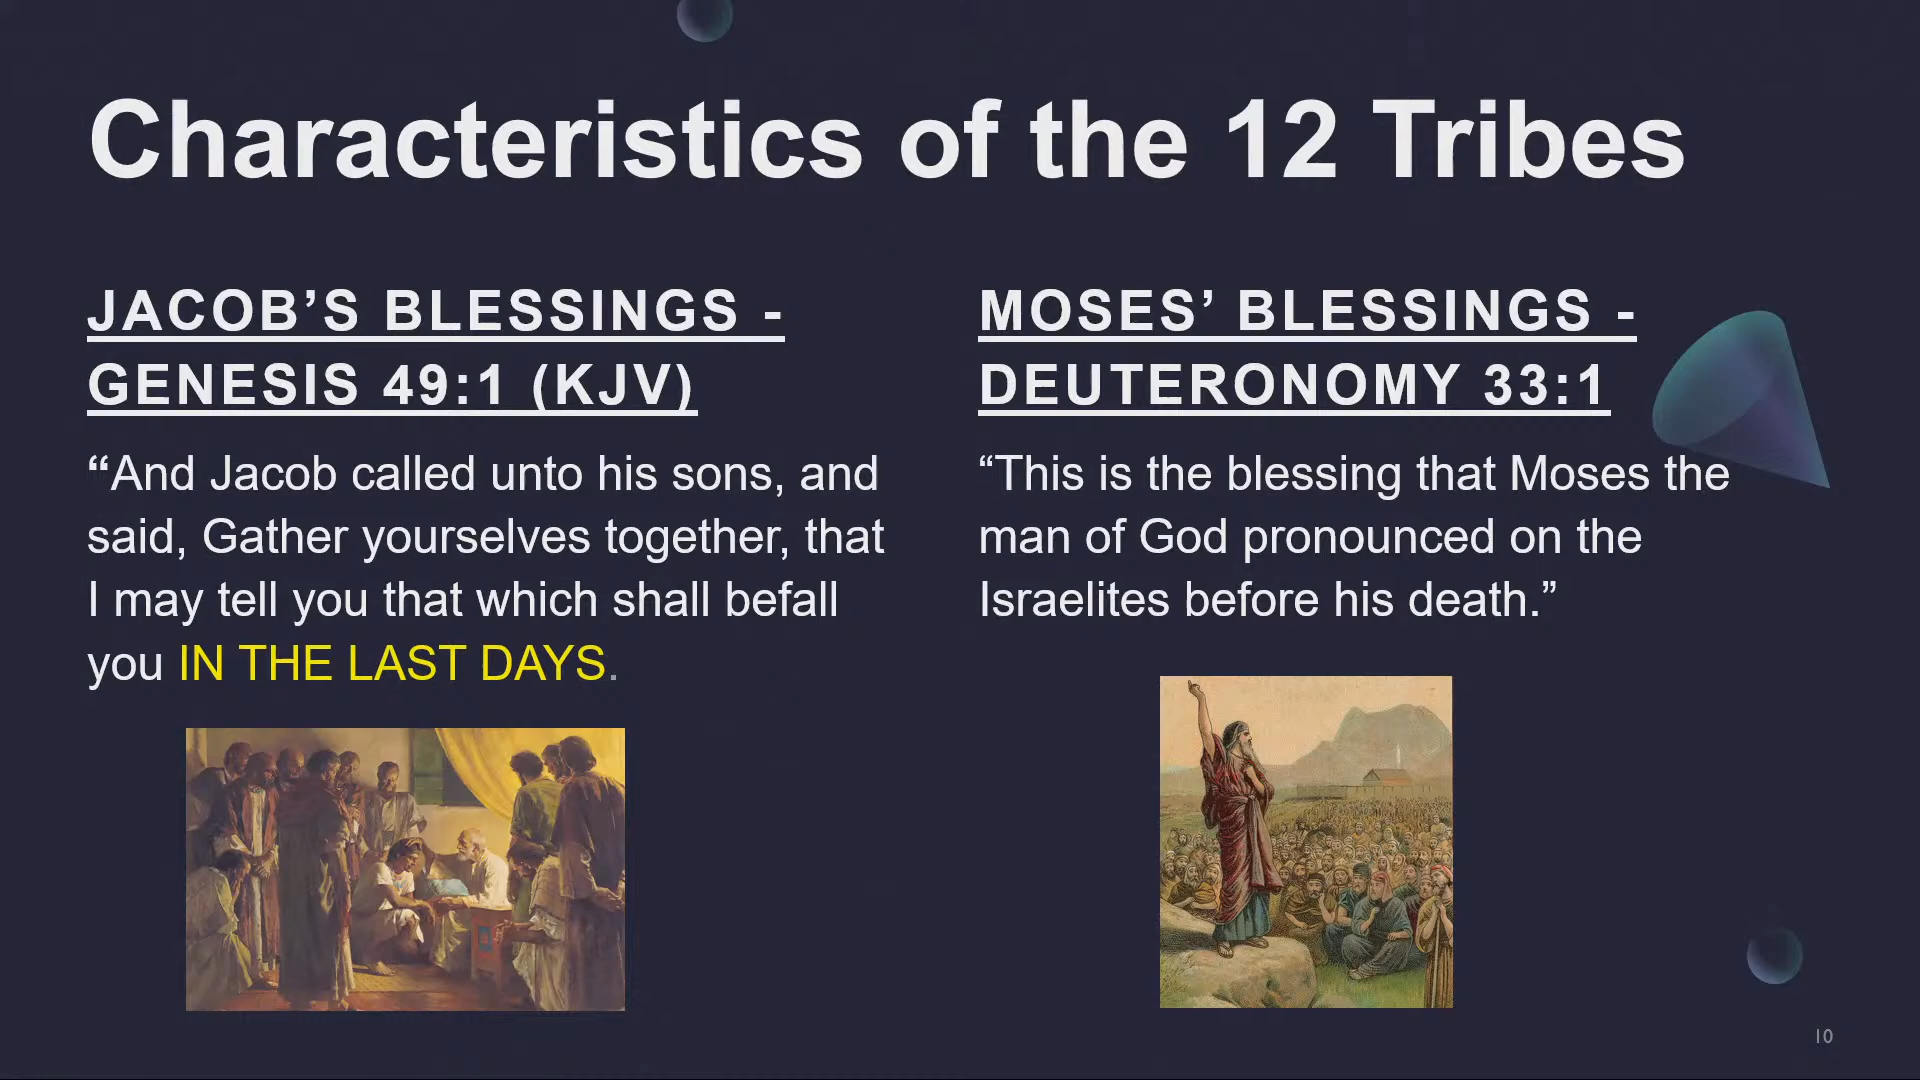 Characteristics of the 12 Tribes
JACOB’S BLESSINGS -
GENESIS 49:1 (KJV)
“And Jacob called unto his sons, and
said, Gather yourselves together, that
I may tell you that which shall befall
you IN THE LAST DAYS.
MOSES’ BLESSINGS -
DEUTERONOMY 33:1
“This is the blessing that Moses the
man of God pronounced on the
Israelites before his death.”
10